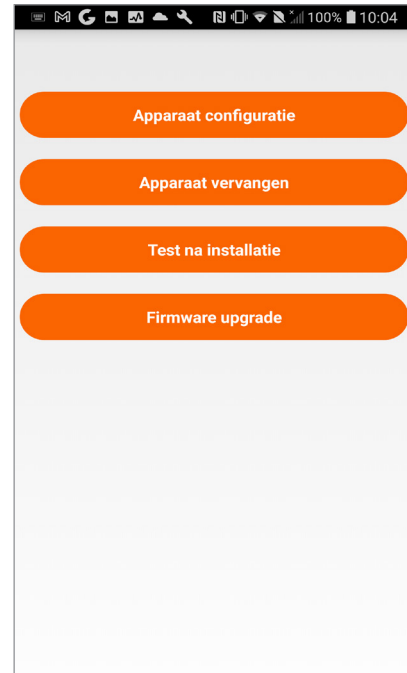 100% 10:04
Apparaat configuratie
Apparaat vervangen
Test na installatie
Firmware upgrade